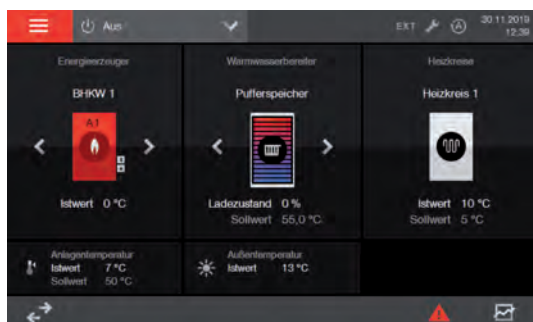 Aus
EXT
A
30.11.2019
12:39
Energieerzeuger
BHKW 1
A1
Istwert 0 °C
Warmwasserbereiter
Pufferspeicher
Ladezustand 0 %
Sollwert 55,0 °C
Heizkreise
Heizkreis 1
Istwert 10 °C
Sollwert 5 °C
Anlagentemperatur
Istwert 7 °C
Sollwert 50 °C
Außentemperatur
Istwert 13 °C